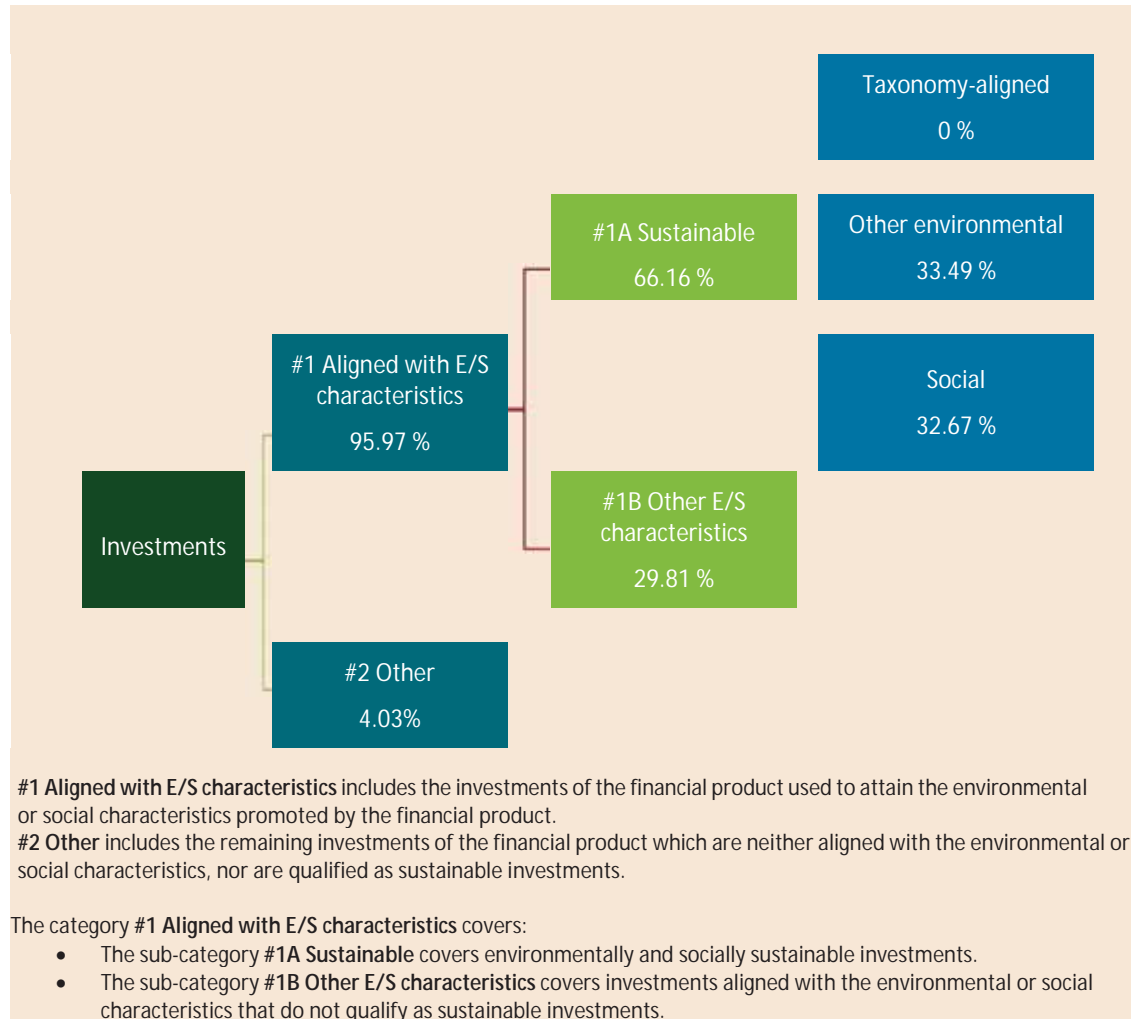 Taxonomy-aligned
0 %
#1A Sustainable
66.16 %
Other environmental
33.49 %
#1 Aligned with E/S
characteristics
95.97 %
Social
32.67 %
Investments
#1B Other E/S
characteristics
29.81 %
#2 Other
4.03%
#1 Aligned with E/S characteristics includes the investments of the financial product used to attain the environmental
or social characteristics promoted by the financial product.
#2 Other includes the remaining investments of the financial product which are neither aligned with the environmental or
social characteristics, nor are qualified as sustainable investments.
The category #1 Aligned with E/S characteristics covers:
• The sub-category #1A Sustainable covers environmentally and socially sustainable investments.
• The sub-category #1B Other E/S characteristics covers investments aligned with the environmental or social
characteristics that do not qualify as sustainable investments.